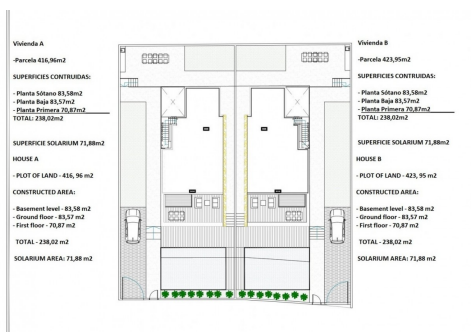 Vivienda A
-Parcela 416,96m2
SUPERFICIES CONTRUIDAS:
- Planta Sótano 83,58m2
- Planta Baja 83,57m2
- Planta Primera 70,87m2
TOTAL: 238,02m2
SUPERFICIE SOLARIUM 71,88m2
HOUSE A
- PLOT OF LAND - 416, 96 m2
CONSTRUCTED AREA:
- Basement level - 83,58 m2
- Ground floor - 83,57 m2
- First floor - 70,87 m2
TOTAL - 238,02 m2
SOLARIUM AREA: 71,88 m2
Vivienda B
-Parcela 423,95m2
SUPERFICIES CONTRUIDAS:
- Planta Sótano 83,58m2
- Planta Baja 83,57m2
- Planta Primera 70,87m2
TOTAL: 238,02m2
SUPERFICIE SOLARIUM 71,88m2
HOUSE B
- PLOT OF LAND - 423, 95 m2
CONSTRUCTED AREA:
- Basement level - 83,58 m2
- Ground floor - 83,57 m2
- First floor - 70,87 m2
TOTAL - 238,02 m2
SOLARIUM AREA: 71,88 m2